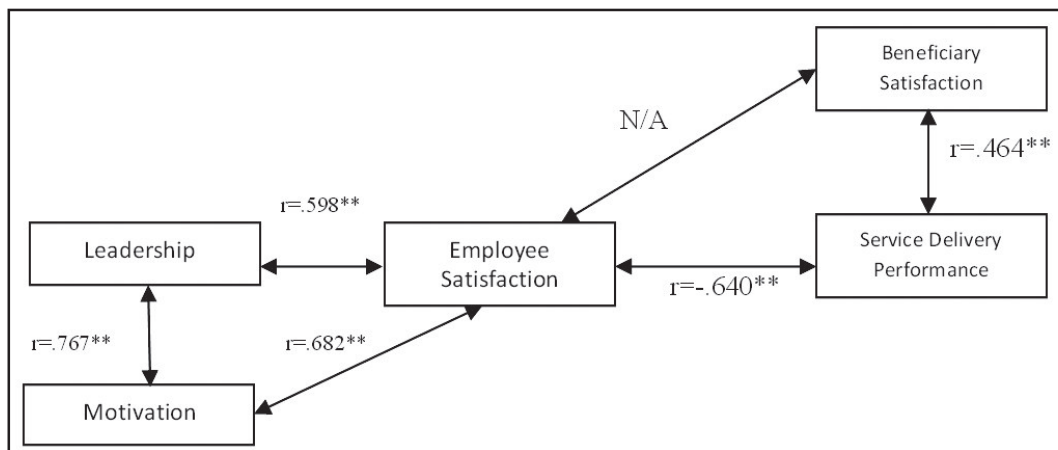 Beneficiary
Satisfaction
N/A
r=.464**
r=.598**
Leadership
Employee
Satisfaction
Service Delivery
Performance
r=-.640**
r=.767**
r=.682**
Motivation